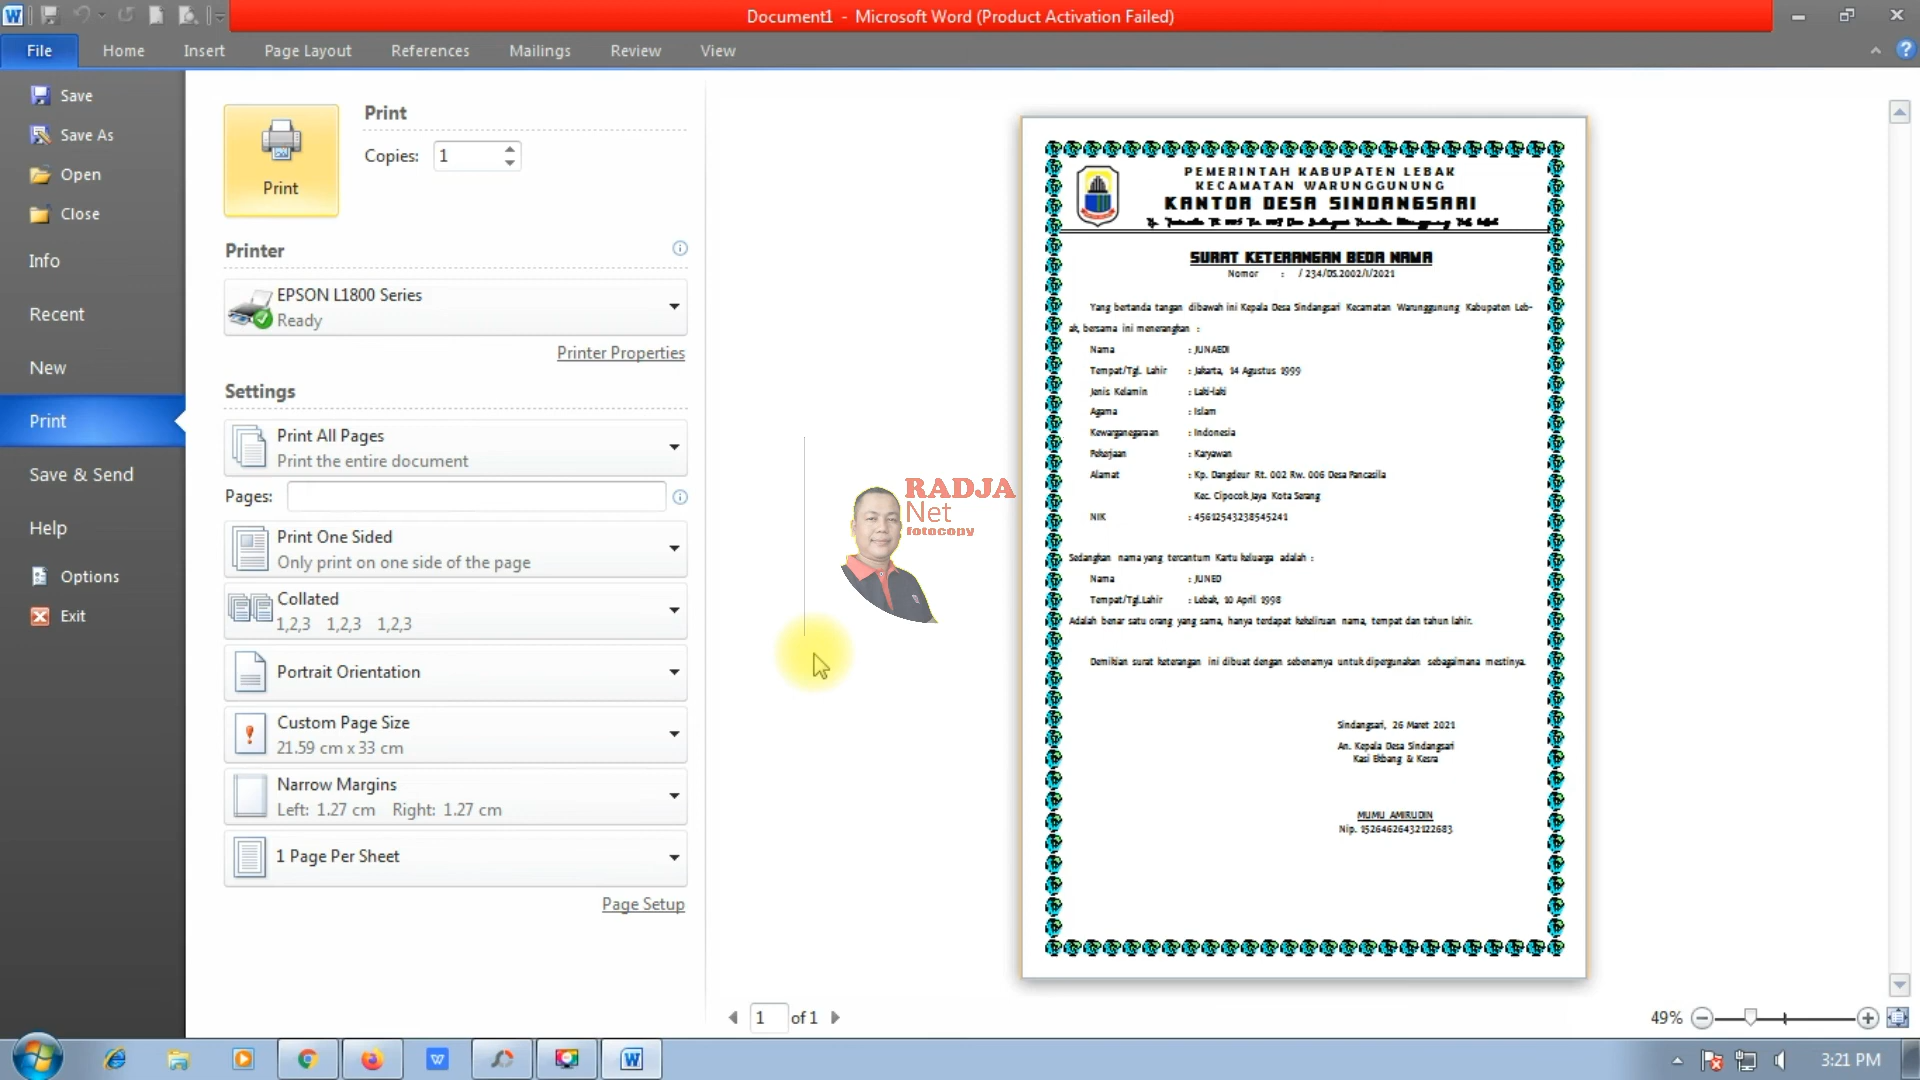 Document1 - Microsoft Word (Product Activation Failed)
File Home Insert Page Layout References Mailings Review View
Save
Save As
Open
Close
Info
Recent
New
Print
Save & Send
Help
Options
Exit
Print
Print
Copies: 1
Printer
EPSON L1800 Series
Ready
Printer Properties
Settings
Print All Pages
Print the entire document
Pages:
Print One Sided
Only print on one side of the page
Collated
1,2,3 1,2,3 1,2,3
Portrait Orientation
Custom Page Size
21.59 cm x 33 cm
Narrow Margins
Left: 1.27 cm Right: 1.27 cm
1 Page Per Sheet
Page Setup
RADJA
Net
fotocopy
PEMERINTAH KABUPATEN LEBAK
KECAMATAN WARUNGGUNUNG
KANTOR DESA SINDANGSARI
SURAT KETERANGAN BEDA NAMA
Nomor : / 234/DS.2002/I/2021
Yang bertanda tangan dibawah ini Kepala Desa Sindangsari Kecamatan Warunggunung Kabupaten Leb-
ak, bersama ini menerangkan :
Nama : JUNAEDI
Tempat/Tgl. Lahir : Jakarta, 14 Agustus 1999
Jenis Kelamin : Laki-laki
Agama : Islam
Kewarganegaraan : Indonesia
Pekerjaan : Karyawan
Alamat : Kp. Dangdeur Rt. 002 Rw. 006 Desa Pancasila
Kec. Cipocok Jaya Kota Serang
NIK : 45612543238545241
Sedangkan nama yang tercantum Kartu keluarga adalah :
Nama : JUNED
Tempat/Tgl.Lahir : Lebak, 10 April 1998
Adalah benar satu orang yang sama, hanya terdapat kekeliruan nama, tempat dan tahun lahir.
Demikian surat keterangan ini dibuat dengan sebenarnya untuk dipergunakan sebagaimana mestinya.
Sindangsari, 26 Maret 2021
An. Kepala Desa Sindangsari
Kasi Ekbang & Kesra
MUMU AMIRUDIN
Nip. 15264626432122683
1 of 1
49%
3:21 PM